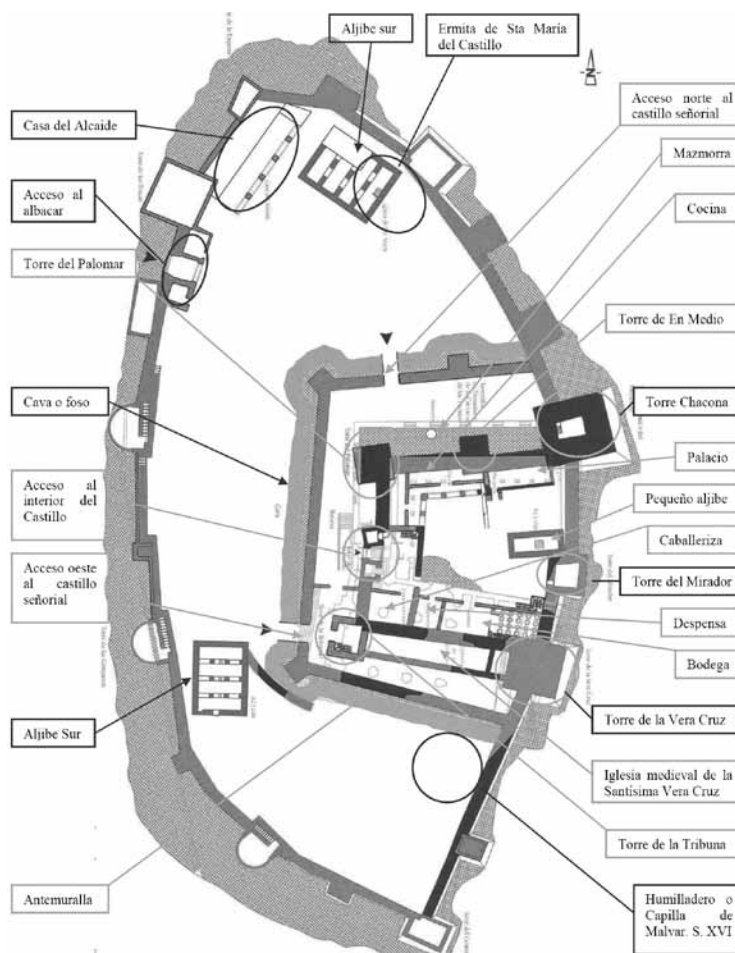 Aljibe sur
Ermita de Sta María
del Castillo
N
Acceso norte al
castillo señorial
Casa del Alcaide
Mazmorra
Acceso al
albacar
Cocina
Torre del Palomar
Torre de En Medio
Cava o foso
Torre Chacona
Acceso al
interior del
Castillo
Palacio
Pequeño aljibe
Caballeriza
Acceso oeste al
castillo
señorial
Torre del Mirador
Despensa
Bodega
Aljibe Sur
Torre de la Vera Cruz
Iglesia medieval de la
Santísima Vera Cruz
Torre de la Tribuna
Antemuralla
Humilladero o
Capilla de
Malvar. S. XVI